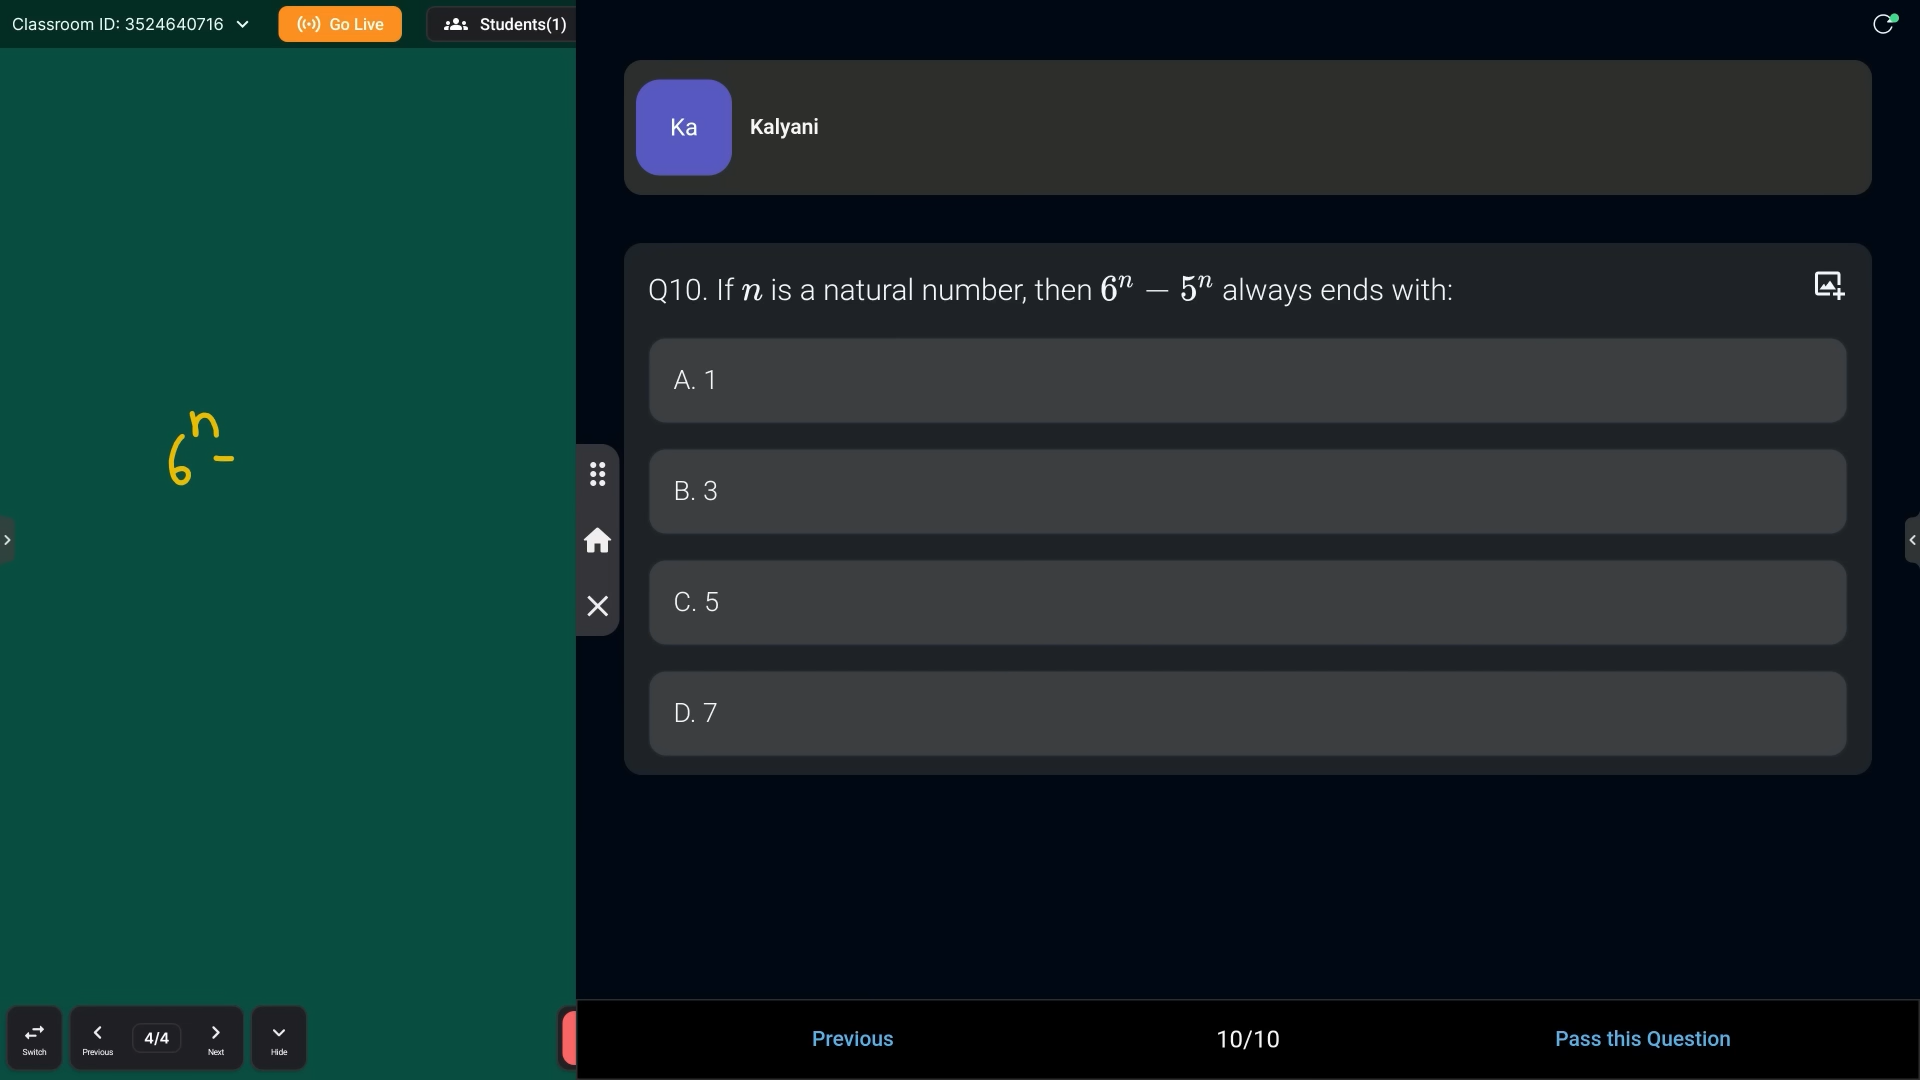 Classroom ID: 3524640716
Go Live
Students(1)
Ka
Kalyani
Q10. If n is a natural number, then 6ⁿ − 5ⁿ always ends with:
A. 1
B. 3
C. 5
D. 7
6ⁿ-
Switch
Previous
4/4
Next
Hide
Previous
10/10
Pass this Question